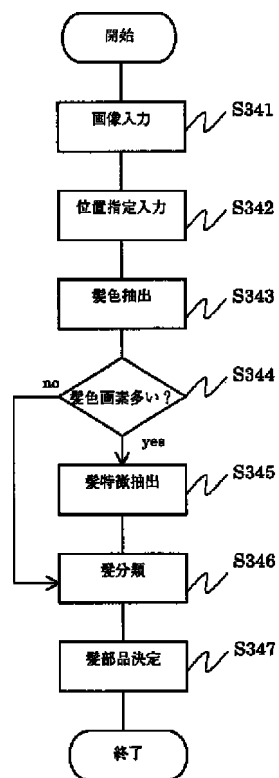 開始
画像入力
S341
位置指定入力
S342
髪色抽出
S343
髪色画素多い？
S344
no
yes
髪特徴抽出
S345
髪分類
S346
髪部品決定
S347
終了